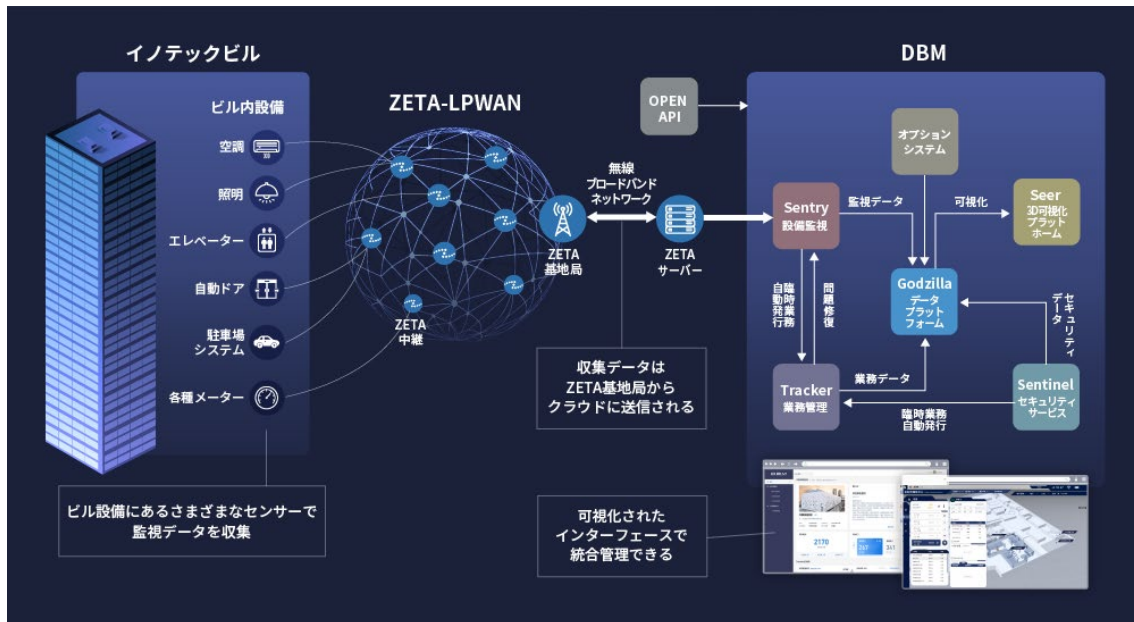 イノテックビル
ビル内設備
空調
照明
エレベーター
自動ドア
駐車場
システム
各種メーター
ビル設備にあるさまざまなセンサーで
監視データを収集
ZETA-LPWAN
ZETA
中継
ZETA
基地局
無線
ブロードバンド
ネットワーク
ZETA
サーバー
収集データは
ZETA基地局から
クラウドに送信される
OPEN
API
DBM
オプション
システム
Sentry
設備監視
監視データ
可視化
Seer
3D可視化
プラット
ホーム
Godzilla
データ
プラット
フォーム
臨時業務
自動発行
問題修復
セキュリティ
データ
Tracker
業務管理
業務データ
Sentinel
セキュリティ
サービス
臨時業務
自動発行
可視化された
インターフェースで
統合管理できる
2170
247
341